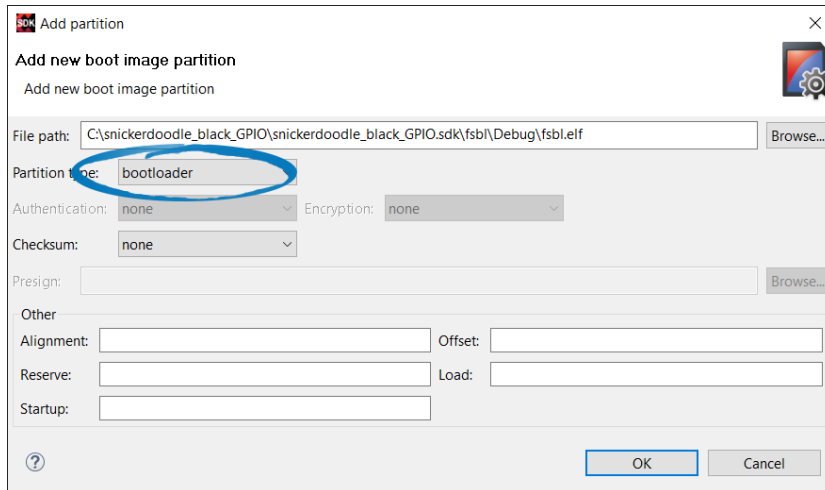 SDK Add partition
Add new boot image partition
Add new boot image partition
File path: C:\snickerdoodle_black_GPIO\snickerdoodle_black_GPIO.sdk\fsbl\Debug\fsbl.elf Browse...
Partition type: bootloader
Authentication: none Encryption: none
Checksum: none
Presign: Browse...
Other
Alignment: Offset:
Reserve: Load:
Startup:
? OK Cancel